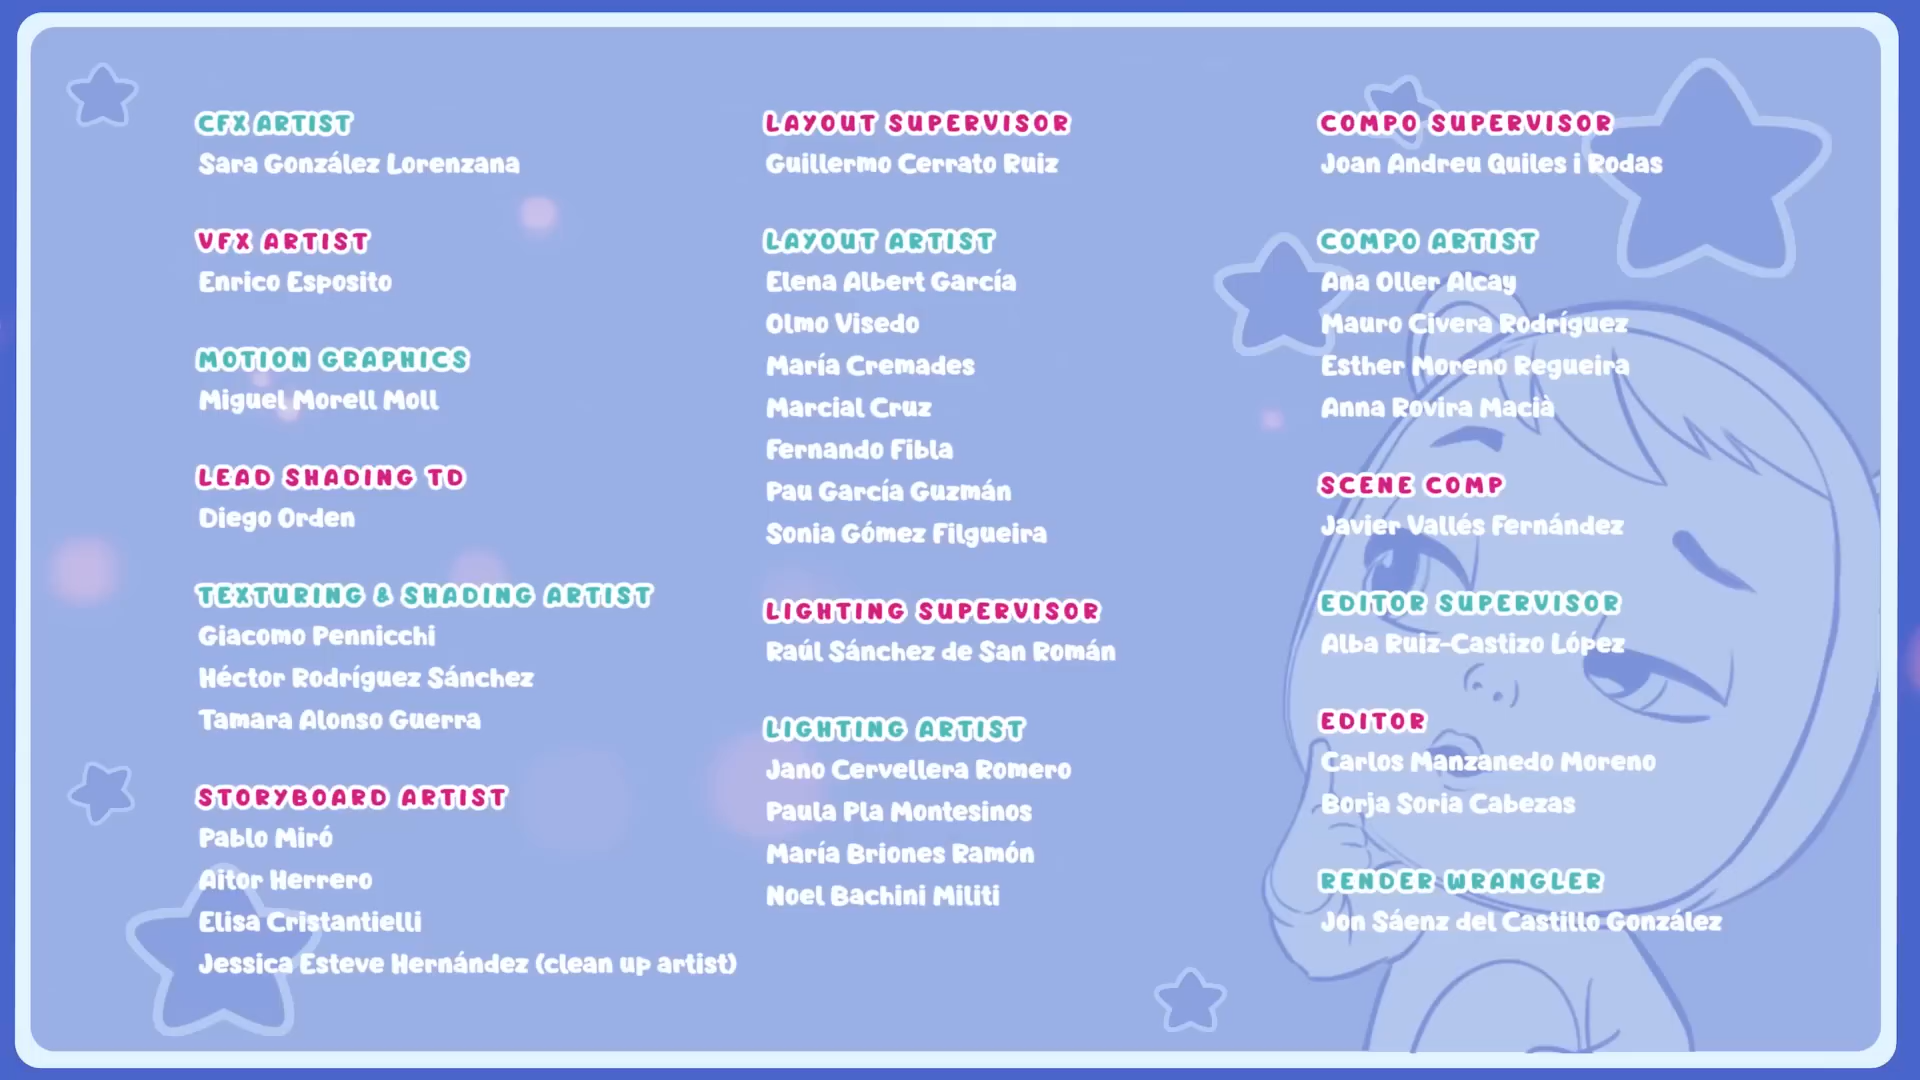 CFX ARTIST
Sara González Lorenzana
VFX ARTIST
Enrico Esposito
MOTION GRAPHICS
Miguel Morell Moll
LEAD SHADING TD
Diego Orden
TEXTURING & SHADING ARTIST
Giacomo Pennicchi
Héctor Rodríguez Sánchez
Tamara Alonso Guerra
STORYBOARD ARTIST
Pablo Miró
Aitor Herrero
Elisa Cristantielli
Jessica Esteve Hernández (clean up artist)
LAYOUT SUPERVISOR
Guillermo Cerrato Ruiz
LAYOUT ARTIST
Elena Albert García
Olmo Visedo
María Cremades
Marcial Cruz
Fernando Fibla
Pau García Guzmán
Sonia Gómez Filgueira
LIGHTING SUPERVISOR
Raúl Sánchez de San Román
LIGHTING ARTIST
Jano Cervellera Romero
Paula Pla Montesinos
María Briones Ramón
Noel Bachini Militi
COMPO SUPERVISOR
Joan Andreu Quiles i Rodas
COMPO ARTIST
Ana Oller Alcay
Mauro Civera Rodríguez
Esther Moreno Regueira
Anna Rovira Macià
SCENE COMP
Javier Vallés Fernández
EDITOR SUPERVISOR
Alba Ruiz-Castizo López
EDITOR
Carlos Manzanedo Moreno
Borja Soria Cabezas
RENDER WRANGLER
Jon Sáenz del Castillo González